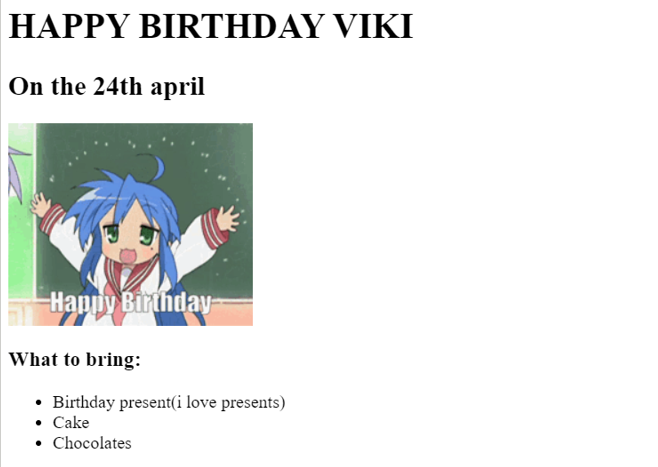 HAPPY BIRTHDAY VIKI
On the 24th april
Happy Birthday
What to bring:
Birthday present(i love presents)
Cake
Chocolates